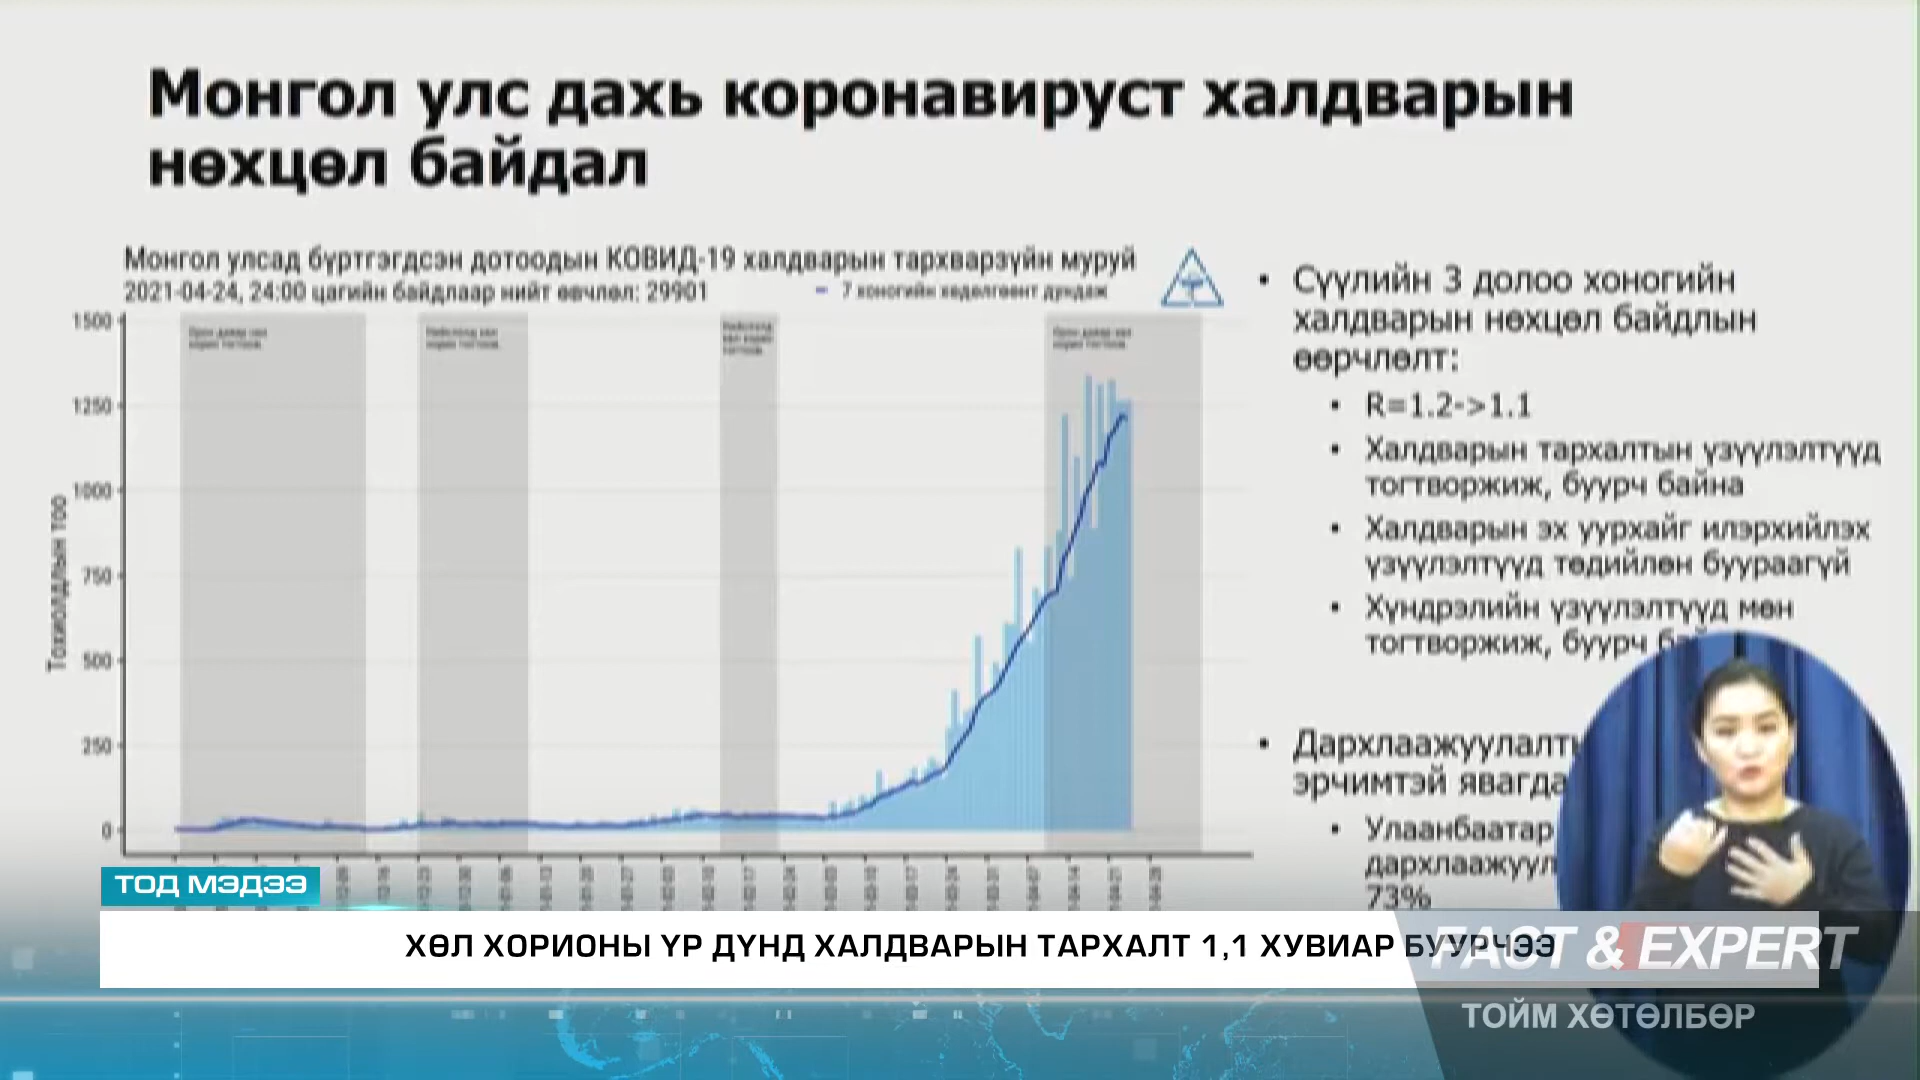 Монгол улс дахь коронавируст халдварын
нөхцөл байдал
Монгол улсад бүртгэгдсэн дотоодын КОВИД-19 халдварын тархварзүйн муруй
2021-04-24, 24:00 цагийн байдлаар нийт өвчлөл: 29901
7 хоногийн хөдөлгөөнт дундаж
1500
1250
1000
750
500
250
0
Тохиолдлын тоо
• Сүүлийн 3 долоо хоногийн
халдварын нөхцөл байдлын
өөрчлөлт:
• R=1.2->1.1
• Халдварын тархалтын үзүүлэлтүүд
тогтворжиж, буурч байна
• Халдварын эх уурхайг илэрхийлэх
үзүүлэлтүүд төдийлөн буураагүй
• Хүндрэлийн үзүүлэлтүүд мөн
тогтворжиж, буурч
• Дархлаажуулалт
эрчимтэй явагда
• Улаанбаатар
дархлаажуул
73%
ТОД МЭДЭЭ
ХӨЛ ХОРИОНЫ ҮР ДҮНД ХАЛДВАРЫН ТАРХАЛТ 1,1 ХУВИАР БУУРЧЭЭ
FACT & EXPERT
ТОЙМ ХӨТӨЛБӨР